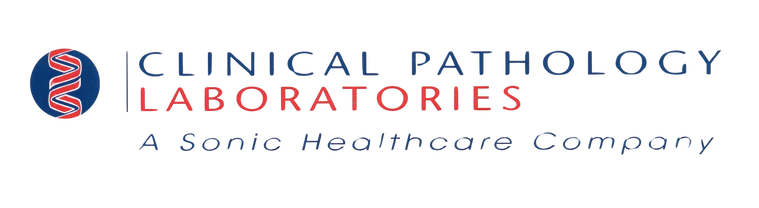 CLINICAL PATHOLOGY
LABORATORIES
A Sonic Healthcare Company